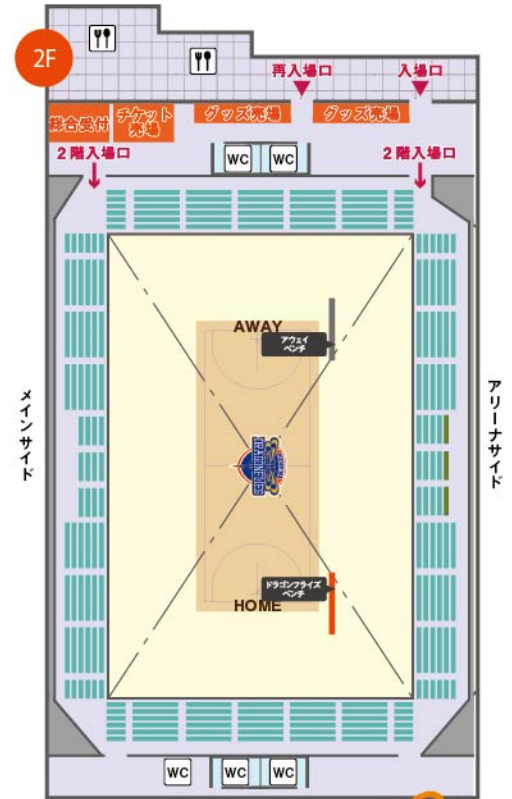 2F
再入場口
入場口
総合受付
チケット
売場
グッズ売場
グッズ売場
2階入場口
WC
WC
2階入場口
AWAY
アウェイ
ベンチ
メインサイド
アリーナサイド
DRAGONFLIES
ドラゴンフライズ
ベンチ
HOME
WC
WC
WC